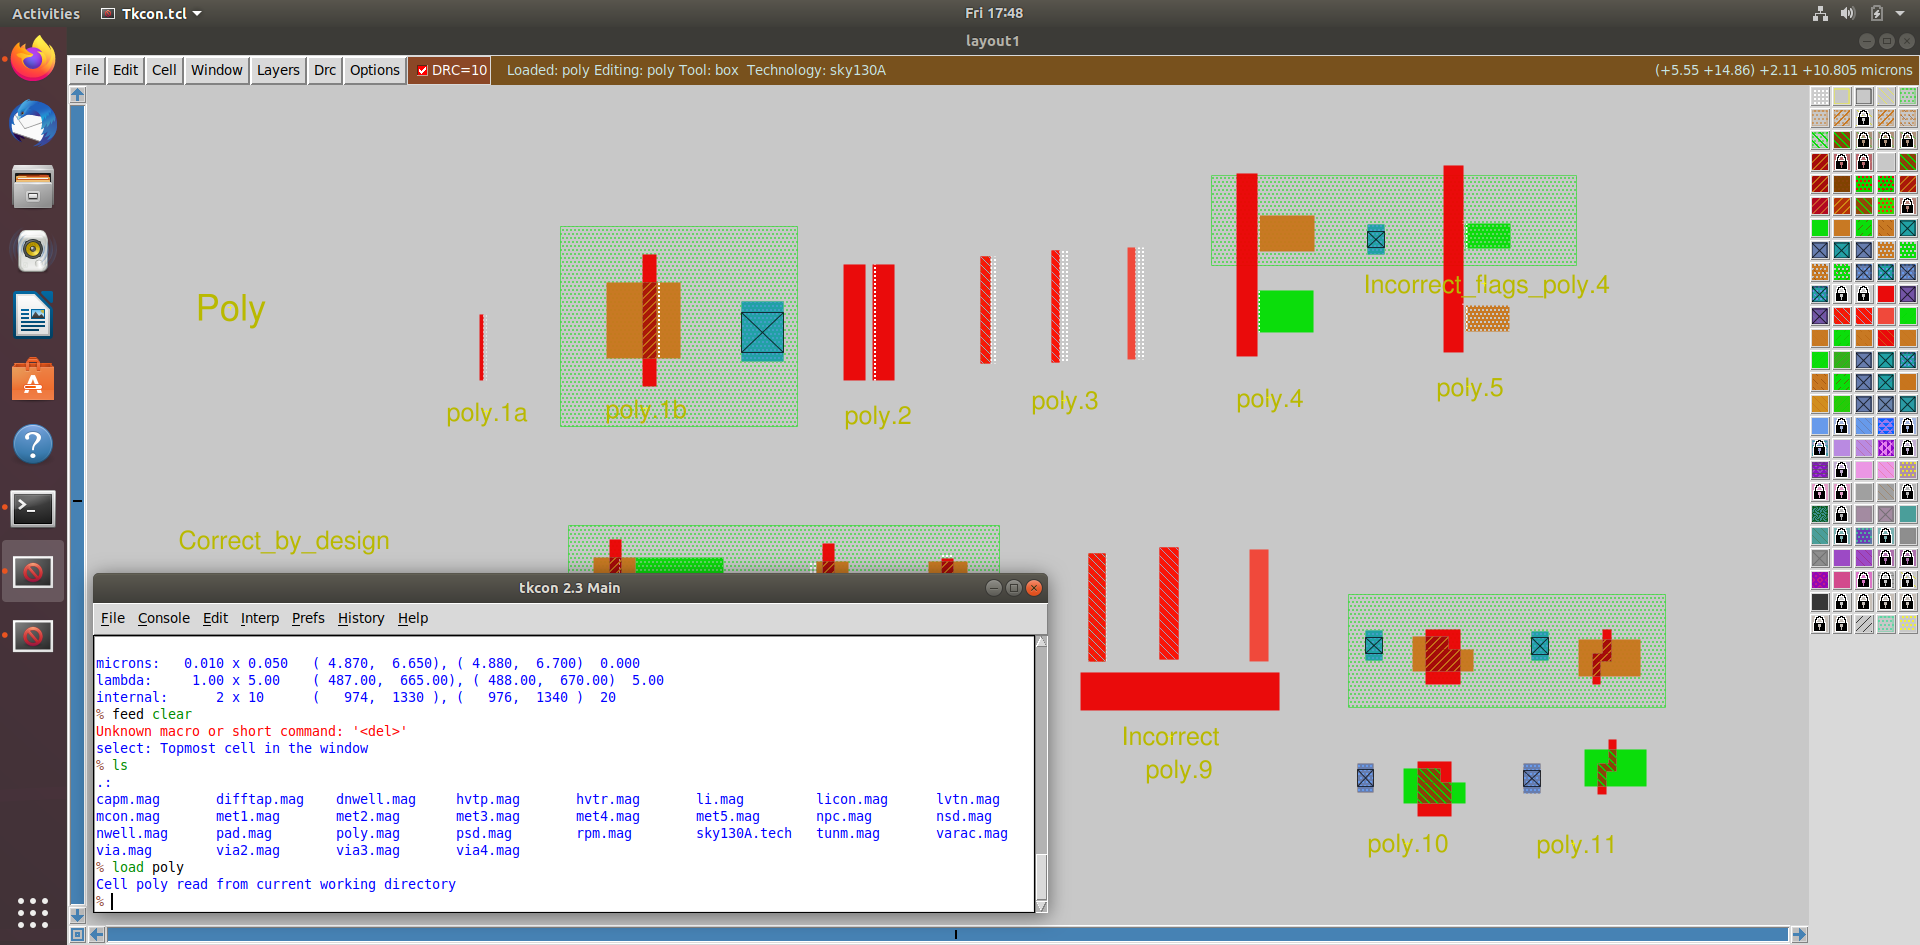 Activities
Tkcon.tcl
Fri 17:48
layout1
File Edit Cell Window Layers Drc Options DRC=10 Loaded: poly Editing: poly Tool: box Technology: sky130A (+5.55 +14.86) +2.11 +10.805 microns
Poly
poly.1a
poly.1b
poly.2
poly.3
Incorrect_flags_poly.4
poly.4
poly.5
Correct_by_design
Incorrect
poly.9
poly.10
poly.11
tkcon 2.3 Main
File Console Edit Interp Prefs History Help
microns: 0.010 x 0.050 ( 4.870, 6.650), ( 4.880, 6.700) 0.000
lambda: 1.00 x 5.00 ( 487.00, 665.00), ( 488.00, 670.00) 5.00
internal: 2 x 10 ( 974, 1330 ), ( 976, 1340 ) 20
% feed clear
Unknown macro or short command: '<del>'
select: Topmost cell in the window
% ls
.:
capm.mag difftap.mag dnwell.mag hvtp.mag hvtr.mag li.mag licon.mag lvtn.mag
mcon.mag met1.mag met2.mag met3.mag met4.mag met5.mag npc.mag nsd.mag
nwell.mag pad.mag poly.mag psd.mag rpm.mag sky130A.tech tunm.mag varac.mag
via.mag via2.mag via3.mag via4.mag
% load poly
Cell poly read from current working directory
%